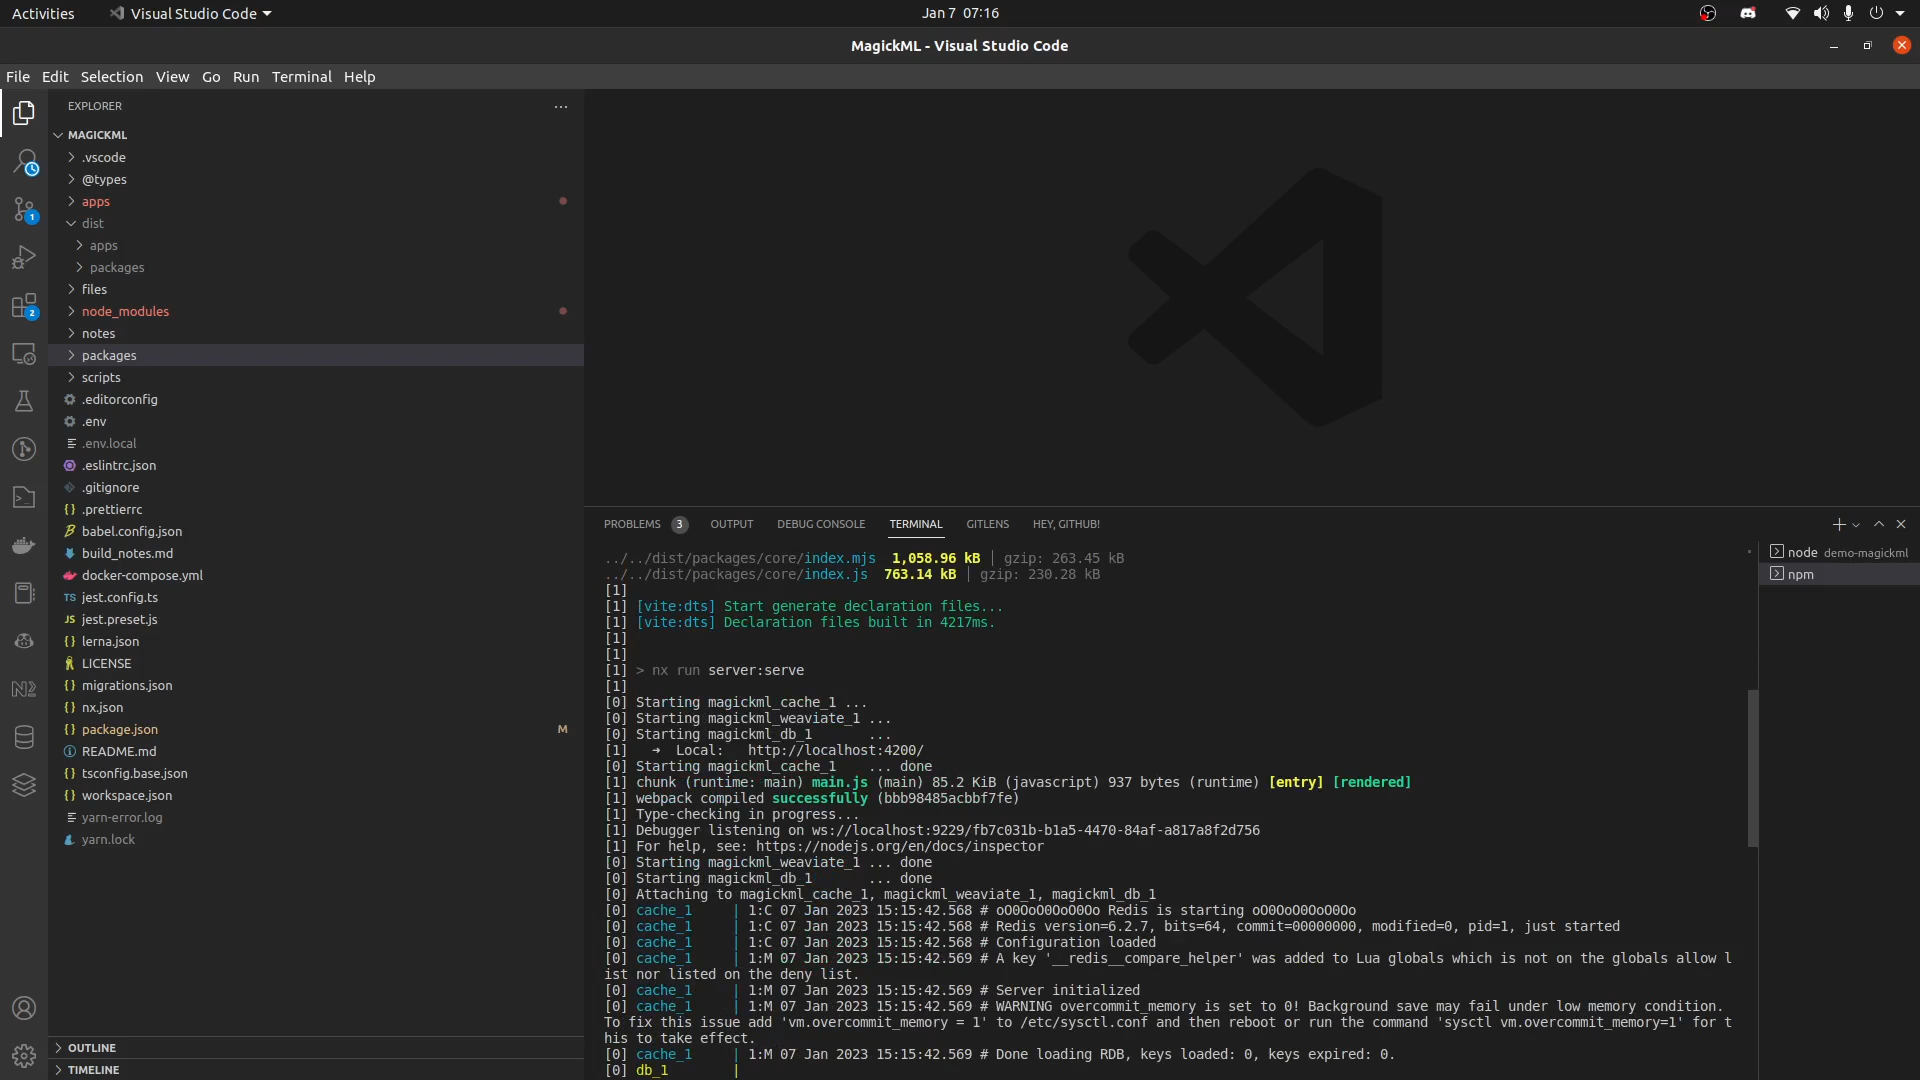 Activities
Visual Studio Code
Jan 7 07:16
MagickML - Visual Studio Code
File Edit Selection View Go Run Terminal Help
EXPLORER
MAGICKML
.vscode
@types
apps
dist
apps
packages
files
node_modules
notes
packages
scripts
.editorconfig
.env
.env.local
.eslintrc.json
.gitignore
.prettierrc
babel.config.json
build_notes.md
docker-compose.yml
TS jest.config.ts
JS jest.preset.js
lerna.json
LICENSE
migrations.json
nx.json
package.json M
README.md
tsconfig.base.json
workspace.json
yarn-error.log
yarn.lock
OUTLINE
TIMELINE
1
2
PROBLEMS 3 OUTPUT DEBUG CONSOLE TERMINAL GITLENS HEY, GITHUB!
../../dist/packages/core/index.mjs 1,058.96 kB │ gzip: 263.45 kB
../../dist/packages/core/index.js 763.14 kB │ gzip: 230.28 kB
[1]
[1] [vite:dts] Start generate declaration files...
[1] [vite:dts] Declaration files built in 4217ms.
[1]
[1]
[1] > nx run server:serve
[1]
[0] Starting magickml_cache_1 ...
[0] Starting magickml_weaviate_1 ...
[0] Starting magickml_db_1 ...
[1] ➜ Local: http://localhost:4200/
[0] Starting magickml_cache_1 ... done
[1] chunk (runtime: main) main.js (main) 85.2 KiB (javascript) 937 bytes (runtime) [entry] [rendered]
[1] webpack compiled successfully (bbb98485acbbf7fe)
[1] Type-checking in progress...
[1] Debugger listening on ws://localhost:9229/fb7c031b-b1a5-4470-84af-a817a8f2d756
[1] For help, see: https://nodejs.org/en/docs/inspector
[0] Starting magickml_weaviate_1 ... done
[0] Starting magickml_db_1 ... done
[0] Attaching to magickml_cache_1, magickml_weaviate_1, magickml_db_1
[0] cache_1 | 1:C 07 Jan 2023 15:15:42.568 # oO0OoO0OoO0Oo Redis is starting oO0OoO0OoO0Oo
[0] cache_1 | 1:C 07 Jan 2023 15:15:42.568 # Redis version=6.2.7, bits=64, commit=00000000, modified=0, pid=1, just started
[0] cache_1 | 1:C 07 Jan 2023 15:15:42.568 # Configuration loaded
[0] cache_1 | 1:M 07 Jan 2023 15:15:42.569 # A key '__redis__compare_helper' was added to Lua globals which is not on the globals allow l
ist nor listed on the deny list.
[0] cache_1 | 1:M 07 Jan 2023 15:15:42.569 # Server initialized
[0] cache_1 | 1:M 07 Jan 2023 15:15:42.569 # WARNING overcommit_memory is set to 0! Background save may fail under low memory condition.
To fix this issue add 'vm.overcommit_memory = 1' to /etc/sysctl.conf and then reboot or run the command 'sysctl vm.overcommit_memory=1' for t
his to take effect.
[0] cache_1 | 1:M 07 Jan 2023 15:15:42.569 # Done loading RDB, keys loaded: 0, keys expired: 0.
[0] db_1 |
node demo-magickml
npm